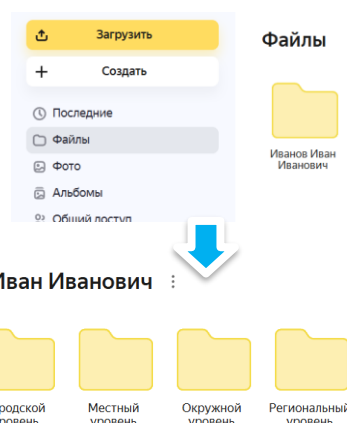 Загрузить
Файлы
Создать
Последние
Файлы
Фото
Альбомы
Общий доступ
Иванов Иван
Иванович
Иван Иванович
Местный
Окружной
Региональный
уровень
уровень
уровень
уровень